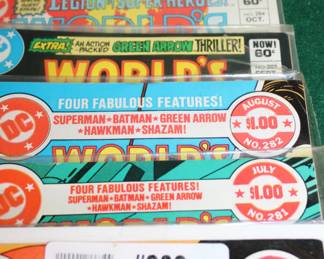 LEGION OF SUPER-HEROES
60¢
OCT.
EXTRA! AN ACTION PACKED GREEN ARROW THRILLER!
NOW!
60¢
WORLD'S
DC
FOUR FABULOUS FEATURES!
SUPERMAN★BATMAN★GREEN ARROW
★HAWKMAN★SHAZAM!
AUGUST
$1.00
NO. 282
WORLD'S
DC
FOUR FABULOUS FEATURES!
SUPERMAN★BATMAN★GREEN ARROW
★HAWKMAN★SHAZAM!
JULY
$1.00
NO. 281
WORLD'S